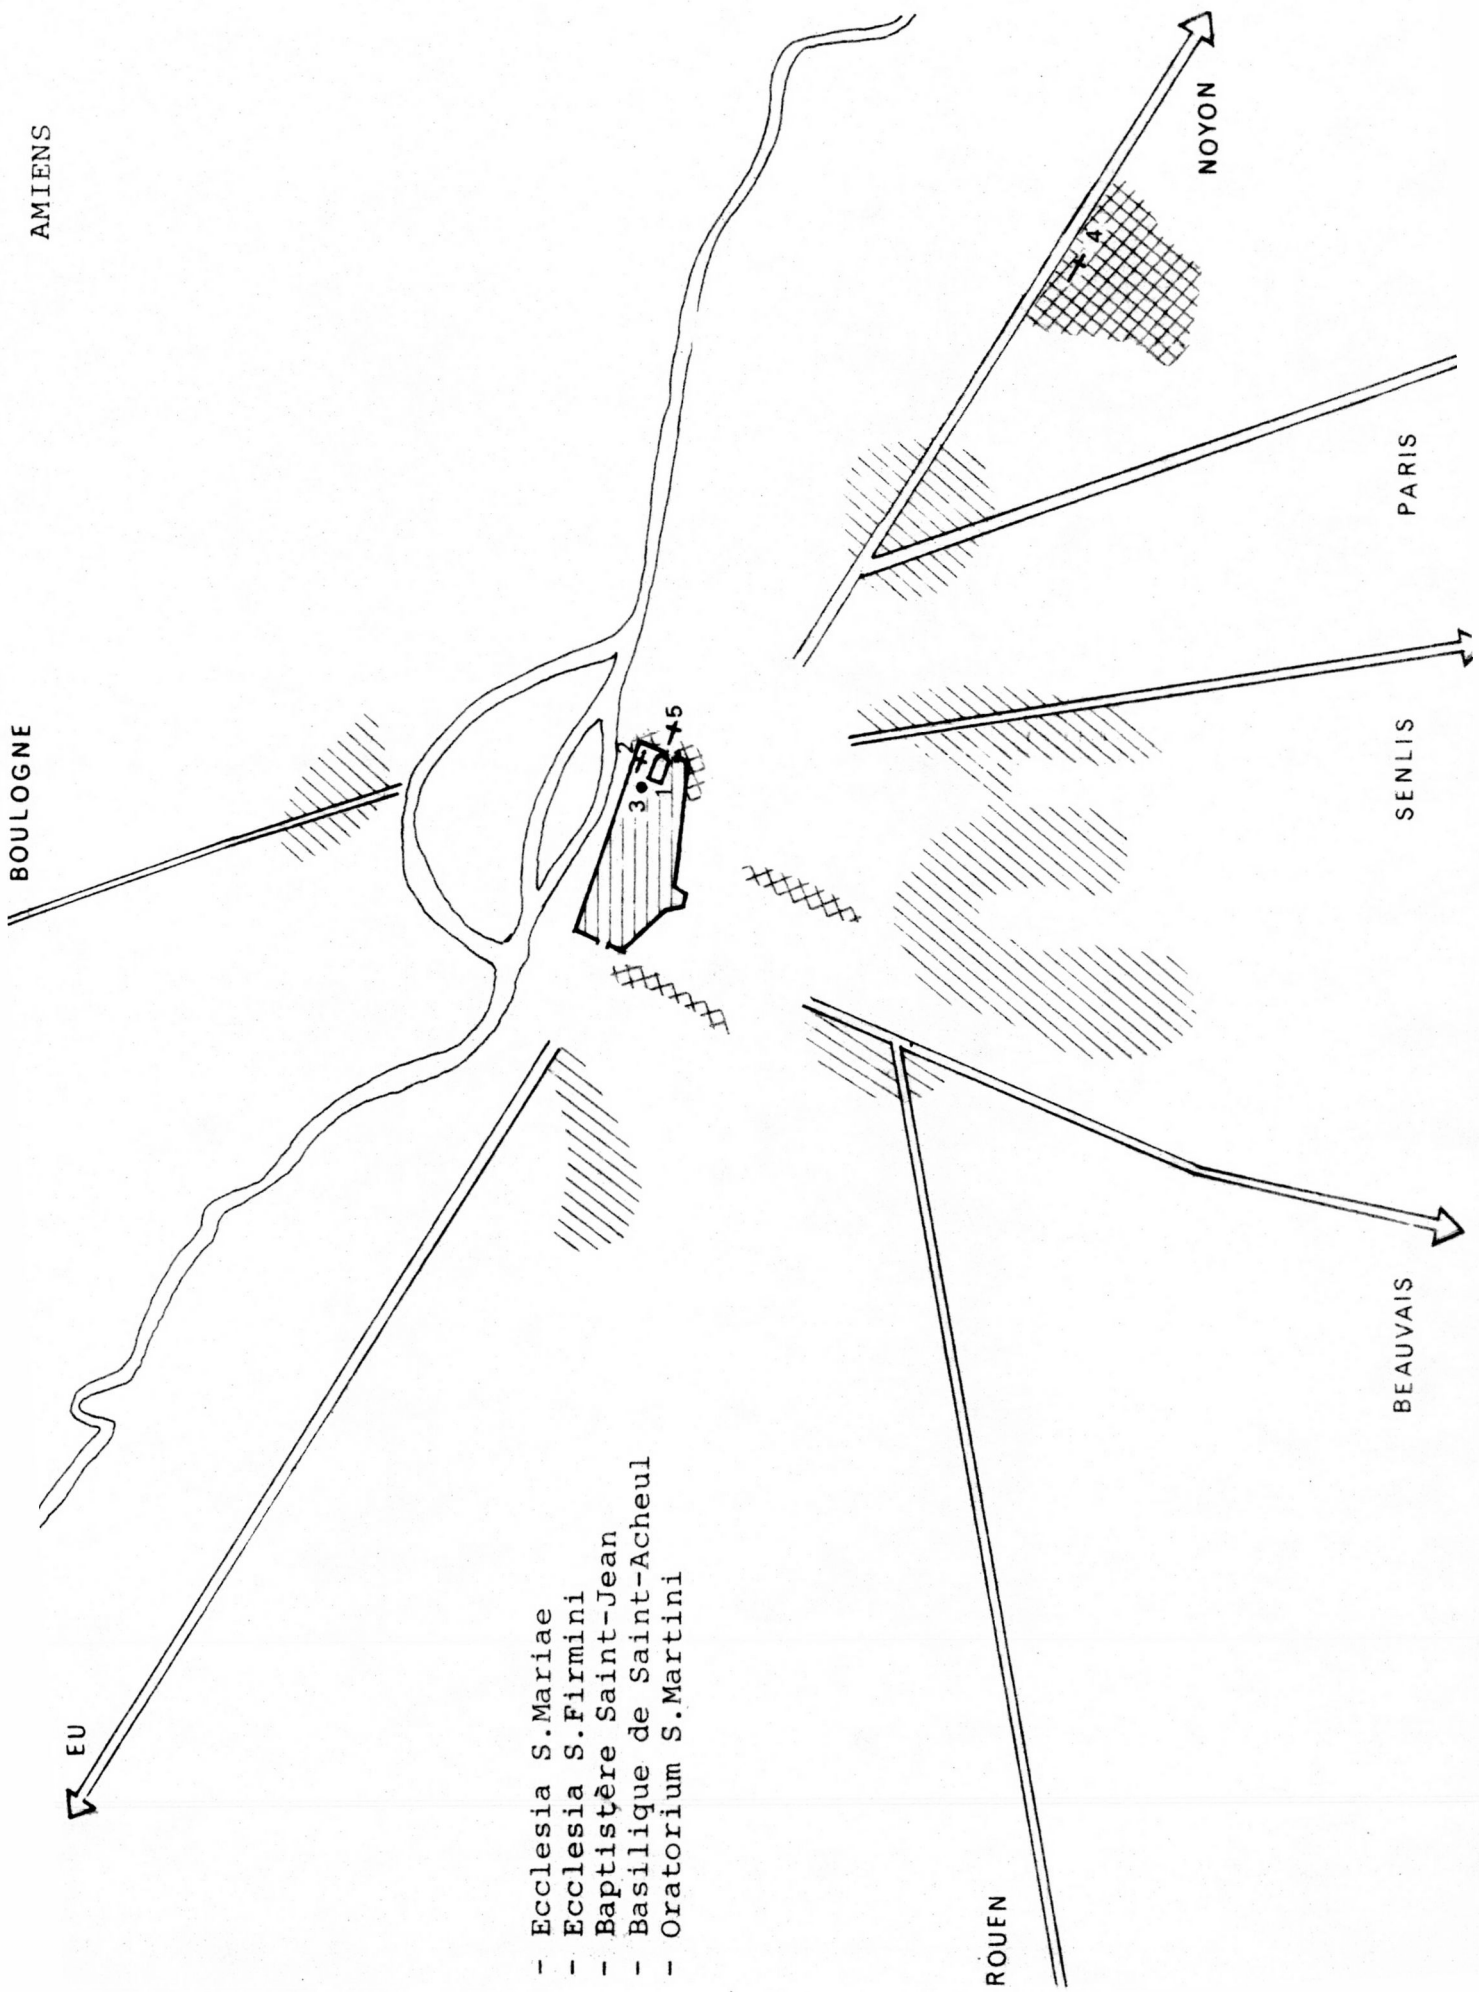 AMIENS
BOULOGNE
EU
NOYON
3
2
1
5
4
- Ecclesia S.Mariae
- Ecclesia S.Firmini
- Baptistère Saint-Jean
- Basilique de Saint-Acheul
- Oratorium S.Martini
ROUEN
BEAUVAIS
SENLIS
PARIS